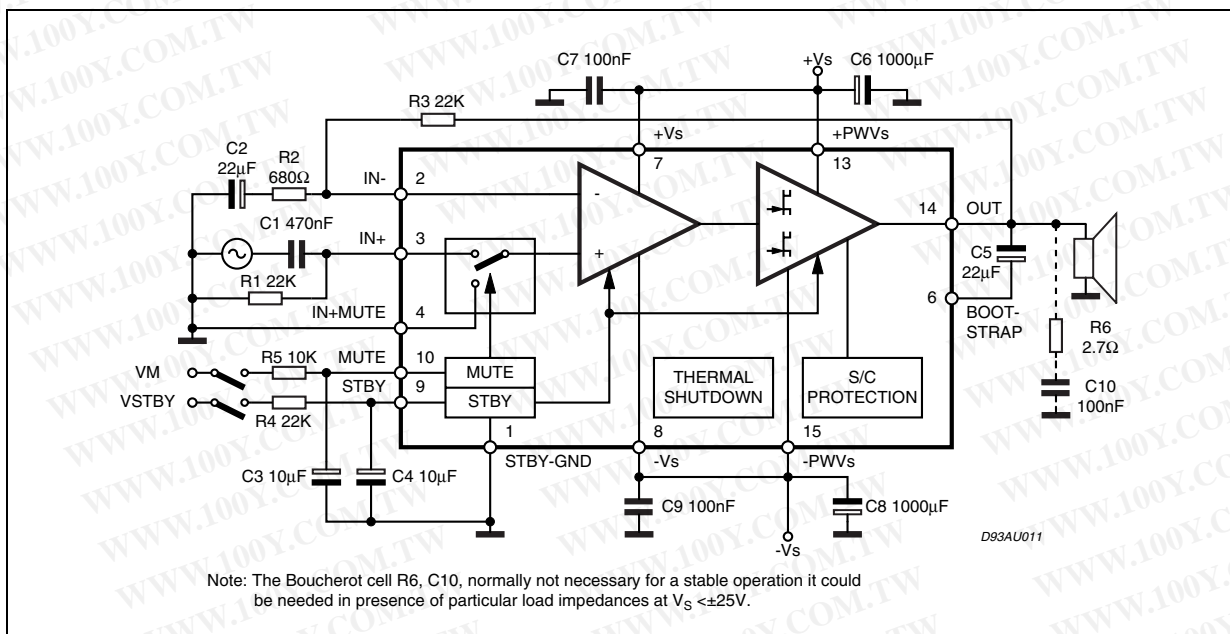 C7 100nF
+Vs
C6 1000µF
R3 22K
+Vs
+PWVs
C2
22µF
R2
680Ω
IN-
2
7
13
C1 470nF
IN+
3
-
+
14
OUT
C5
22µF
R1 22K
IN+MUTE
4
6
BOOT-
STRAP
R6
2.7Ω
VM
R5 10K
MUTE
10
MUTE
THERMAL
SHUTDOWN
S/C
PROTECTION
C10
100nF
VSTBY
R4 22K
STBY
9
STBY
1
8
15
STBY-GND
-Vs
-PWVs
C3 10µF
C4 10µF
C9 100nF
C8 1000µF
-Vs
D93AU011
Note: The Boucherot cell R6, C10, normally not necessary for a stable operation it could
be needed in presence of particular load impedances at VS <±25V.
WWW.100Y.COM.TW